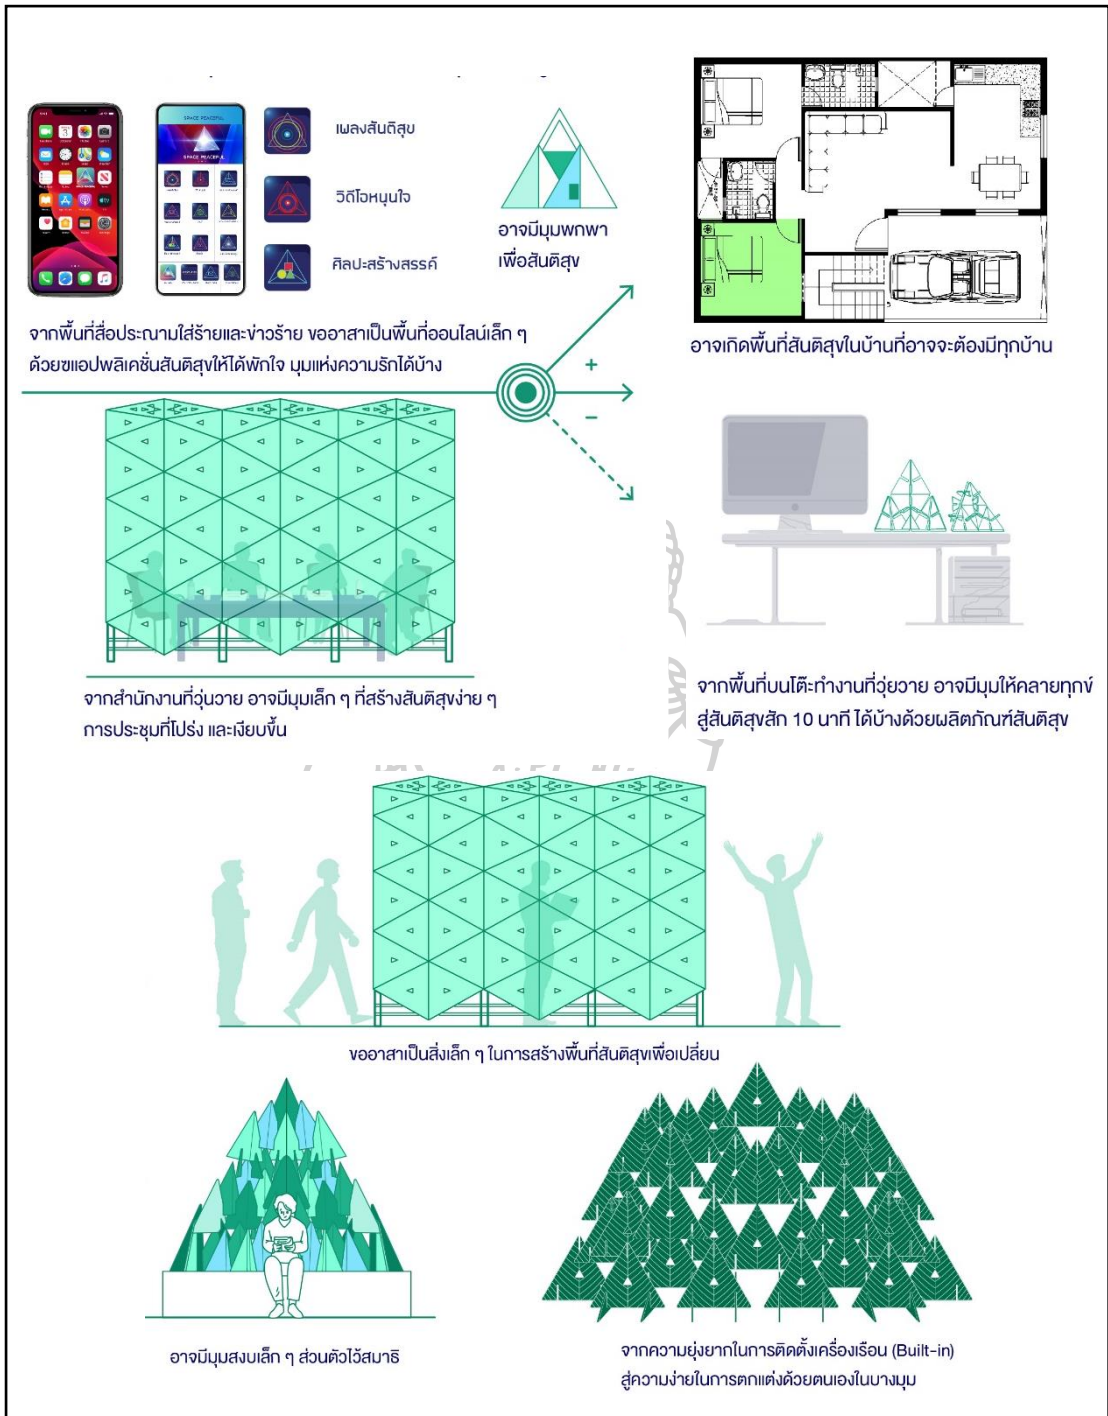 SPACE PEACEFUL
SPACE PEACEFUL
เพลงสันติสุข
วิดีโอหนุนใจ
ศิลปะสร้างสรรค์
อาจมีมุมพกพา
เพื่อสันติสุข
จากพื้นที่สื่อประณามใส่ร้ายและข่าวร้าย ขออาสาเป็นพื้นที่ออนไลน์เล็ก ๆ
ด้วยฃแอปพลิเคชั่นสันติสุขให้ได้พักใจ มุมแห่งความรักได้บ้าง
อาจเกิดพื้นที่สันติสุขในบ้านที่อาจจะต้องมีทุกบ้าน
+
−
จากสำนักงานที่วุ่นวาย อาจมีมุมเล็ก ๆ ที่สร้างสันติสุขง่าย ๆ
การประชุมที่โปร่ง และเงียบขึ้น
จากพื้นที่บนโต๊ะทำงานที่วุ่ยวาย อาจมีมุมให้คลายทุกข์
สู่สันติสุขสัก 10 นาที ได้บ้างด้วยผลิตภัณฑ์สันติสุข
ขออาสาเป็นสิ่งเล็ก ๆ ในการสร้างพื้นที่สันติสุขเพื่อเปลี่ยน
อาจมีมุมสงบเล็ก ๆ ส่วนตัวไว้สมาธิ
จากความยุ่งยากในการติดตั้งเครื่องเรือน (Built-in)
สู่ความง่ายในการตกแต่งด้วยตนเองในบางมุม